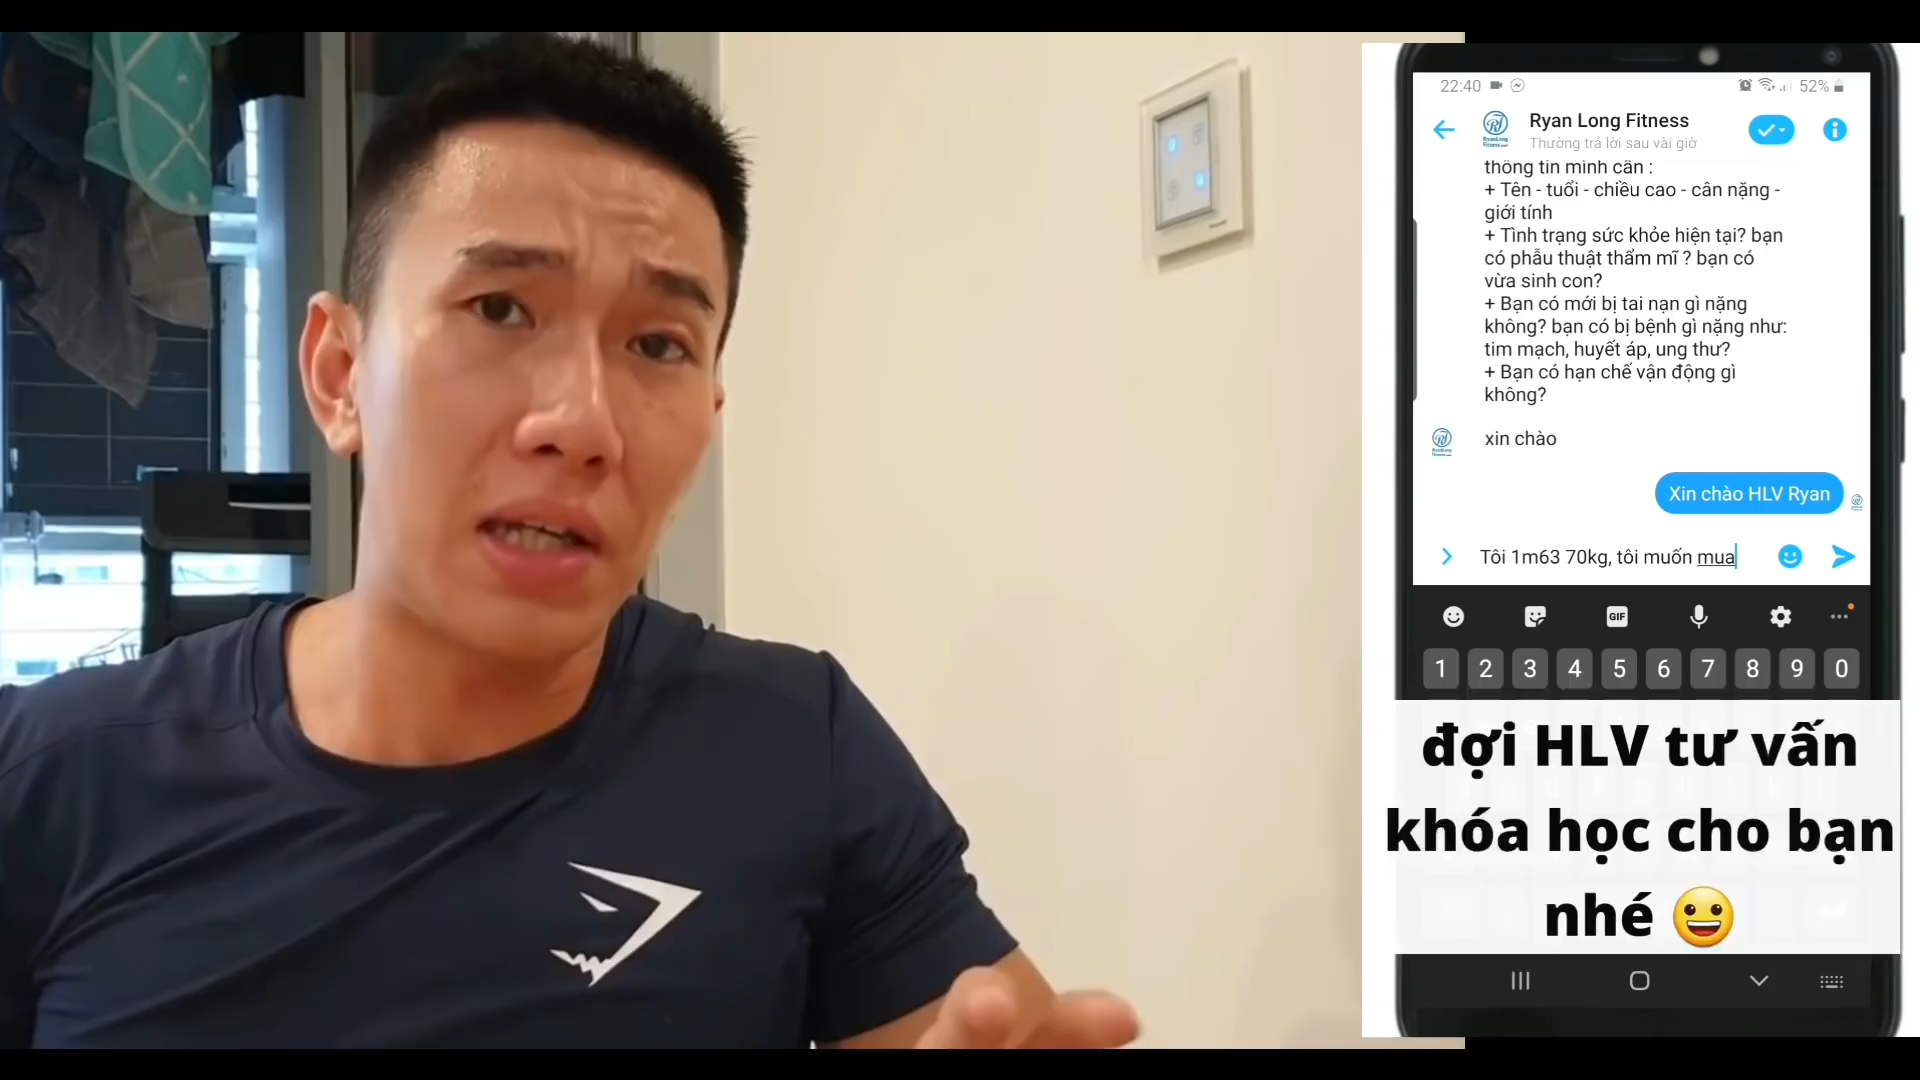 22:40
52%
Ryan Long Fitness
Thường trả lời sau vài giờ
thông tin mình cần :
+ Tên - tuổi - chiều cao - cân nặng -
giới tính
+ Tình trạng sức khỏe hiện tại? bạn
có phẫu thuật thẩm mĩ ? bạn có
vừa sinh con?
+ Bạn có mới bị tai nạn gì nặng
không? bạn có bị bệnh gì nặng như:
tim mạch, huyết áp, ung thư?
+ Bạn có hạn chế vận động gì
không?
xin chào
Xin chào HLV Ryan
Tôi 1m63 70kg, tôi muốn mua
GIF
1 2 3 4 5 6 7 8 9 0
đợi HLV tư vấn
khóa học cho bạn
nhé 😀